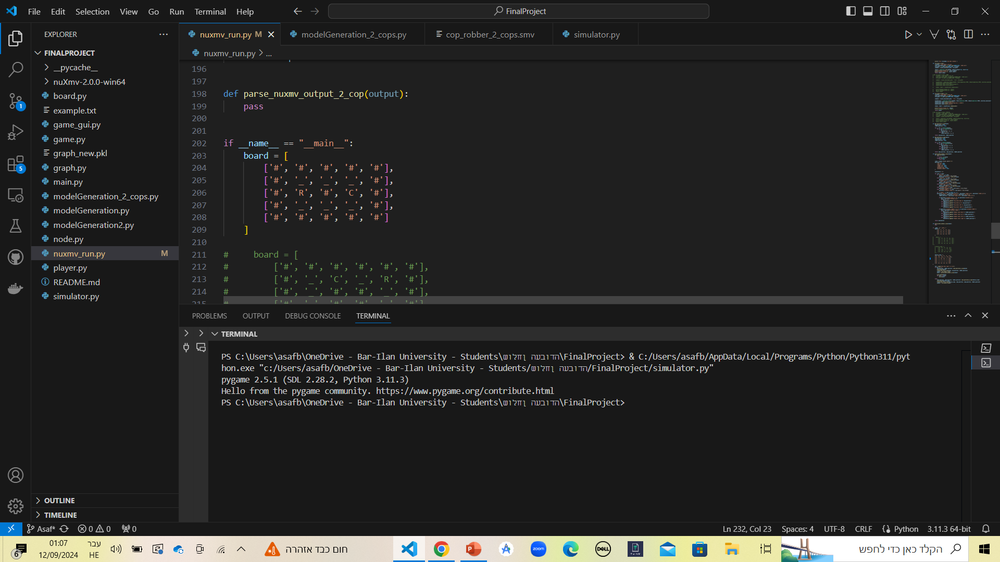 File Edit Selection View Go Run Terminal Help
FinalProject
EXPLORER
FINALPROJECT
__pycache__
nuXmv-2.0.0-win64
board.py
example.txt
game_gui.py
game.py
graph_new.pkl
graph.py
main.py
modelGeneration_2_cops.py
modelGeneration.py
modelGeneration2.py
node.py
nuxmv_run.py M
player.py
README.md
simulator.py
OUTLINE
TIMELINE
1
5
nuxmv_run.py M
modelGeneration_2_cops.py
cop_robber_2_cops.smv
simulator.py
nuxmv_run.py > ...
196
197
198 def parse_nuxmv_output_2_cop(output):
199 pass
200
201
202 if __name__ == "__main__":
203 board = [
204 ['#', '#', '#', '#', '#'],
205 ['#', '_', '_', '_', '#'],
206 ['#', 'R', '#', 'C', '#'],
207 ['#', '_', '_', '_', '#'],
208 ['#', '#', '#', '#', '#']
209 ]
210
211 # board = [
212 # ['#', '#', '#', '#', '#', '#'],
213 # ['#', '_', 'C', '_', 'R', '#'],
214 # ['#', '_', '#', '#', '_', '#'],
215 # ['#', '_', '#', '#', '_', '#'],
PROBLEMS OUTPUT DEBUG CONSOLE TERMINAL
TERMINAL
PS C:\Users\asafb\OneDrive - Bar-Ilan University - Students\שולחן העבודה\FinalProject> & C:/Users/asafb/AppData/Local/Programs/Python/Python311/pyt
hon.exe "c:/Users/asafb/OneDrive - Bar-Ilan University - Students/שולחן העבודה/FinalProject/simulator.py"
pygame 2.5.1 (SDL 2.28.2, Python 3.11.3)
Hello from the pygame community. https://www.pygame.org/contribute.html
PS C:\Users\asafb\OneDrive - Bar-Ilan University - Students\שולחן העבודה\FinalProject>
Asaf* 0 0 0
Ln 232, Col 23 Spaces: 4 UTF-8 CRLF Python 3.11.3 64-bit
6
01:07
12/09/2024
עבר
HE
חום כבד אזהרה
zoom
DELL
הקלד כאן כדי לחפש